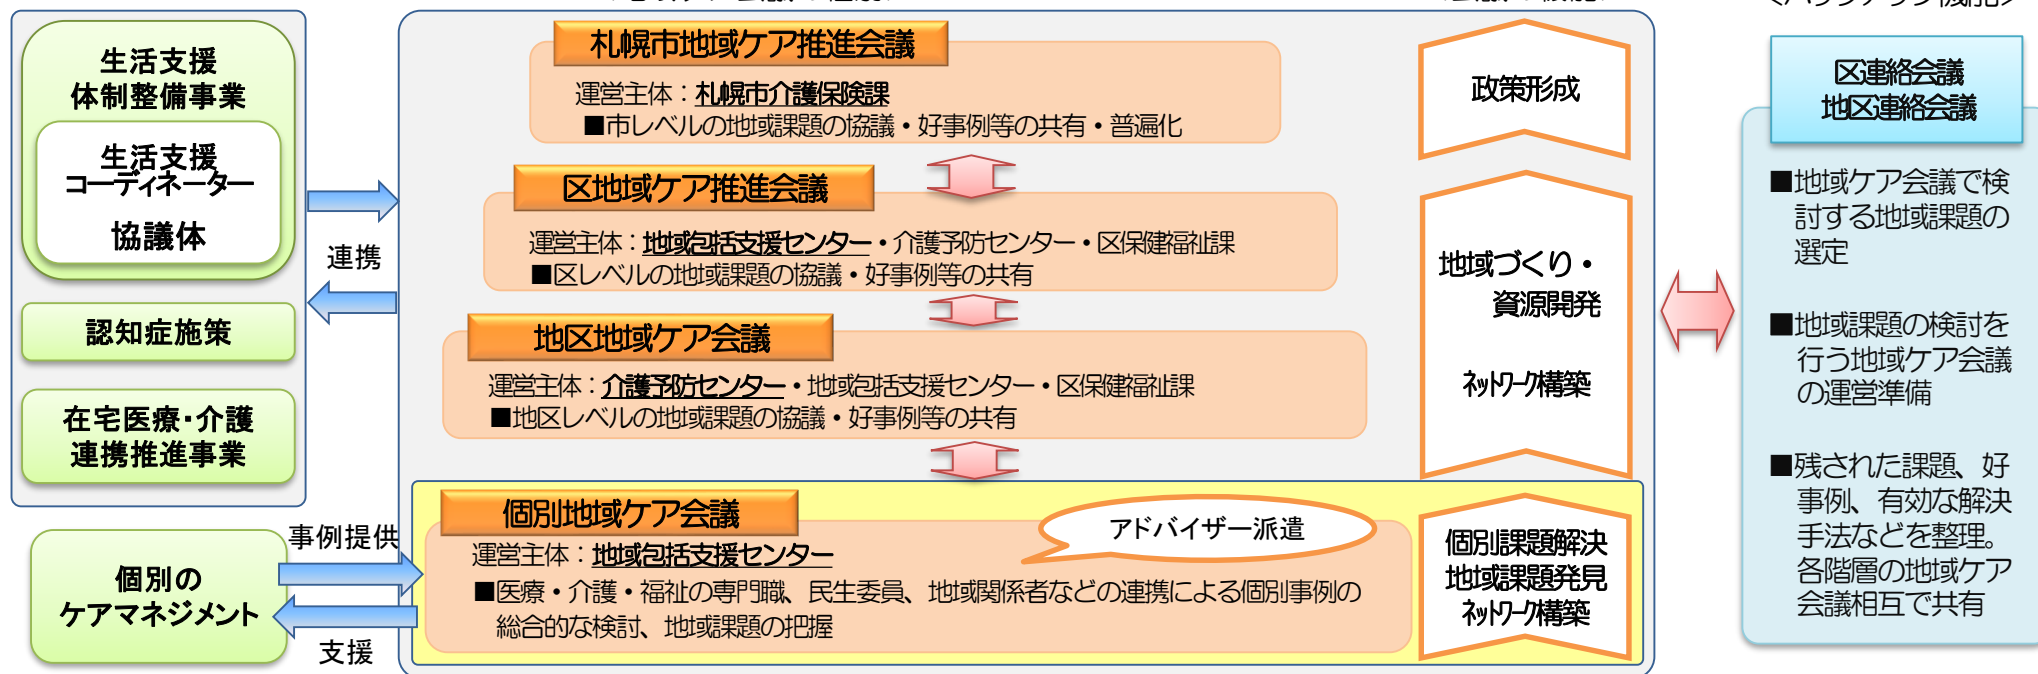 生活支援
体制整備事業
生活支援
コーディネーター
協議体
認知症施策
在宅医療・介護
連携推進事業
個別の
ケアマネジメント
連携
事例提供
支援
札幌市地域ケア推進会議
運営主体：札幌市介護保険課
■市レベルの地域課題の協議・好事例等の共有・普遍化
区地域ケア推進会議
運営主体：地域包括支援センター・介護予防センター・区保健福祉課
■区レベルの地域課題の協議・好事例等の共有
地区地域ケア会議
運営主体：介護予防センター・地域包括支援センター・区保健福祉課
■地区レベルの地域課題の協議・好事例等の共有
個別地域ケア会議
アドバイザー派遣
運営主体：地域包括支援センター
■医療・介護・福祉の専門職、民生委員、地域関係者などの連携による個別事例の
総合的な検討、地域課題の把握
政策形成
地域づくり・
資源開発
ネットワーク構築
個別課題解決
地域課題発見
ネットワーク構築
区連絡会議
地区連絡会議
■地域ケア会議で検
討する地域課題の
選定
■地域課題の検討を
行う地域ケア会議
の運営準備
■残された課題、好
事例、有効な解決
手法などを整理。
各階層の地域ケア
会議相互で共有